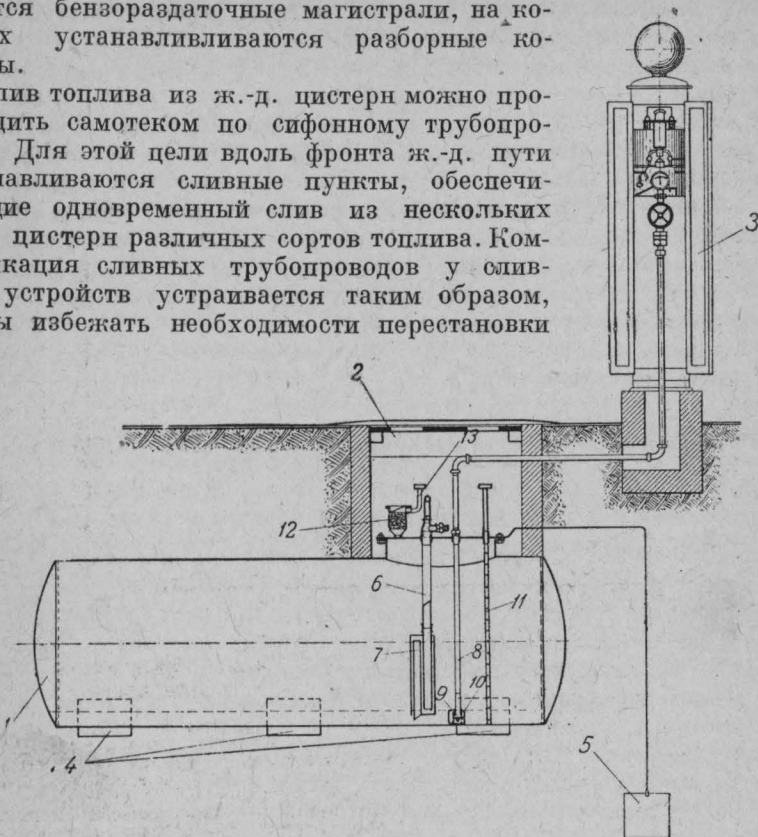 тся бензораздаточные магистрали, на ко-
х устанавливливаются разборные ко-
ы.
лив топлива из ж.-д. цистерн можно про-
дить самотеком по сифонному трубопро-
Для этой цели вдоль фронта ж.-д. пути
навливаются сливные пункты, обеспечи-
щие одновременный слив из нескольких
цистерн различных сортов топлива. Ком-
икация сливных трубопроводов у слив-
устройств устраивается таким образом,
ы избежать необходимости перестановки
3
2
13
12
6
11
7
8
9
10
1
4
5